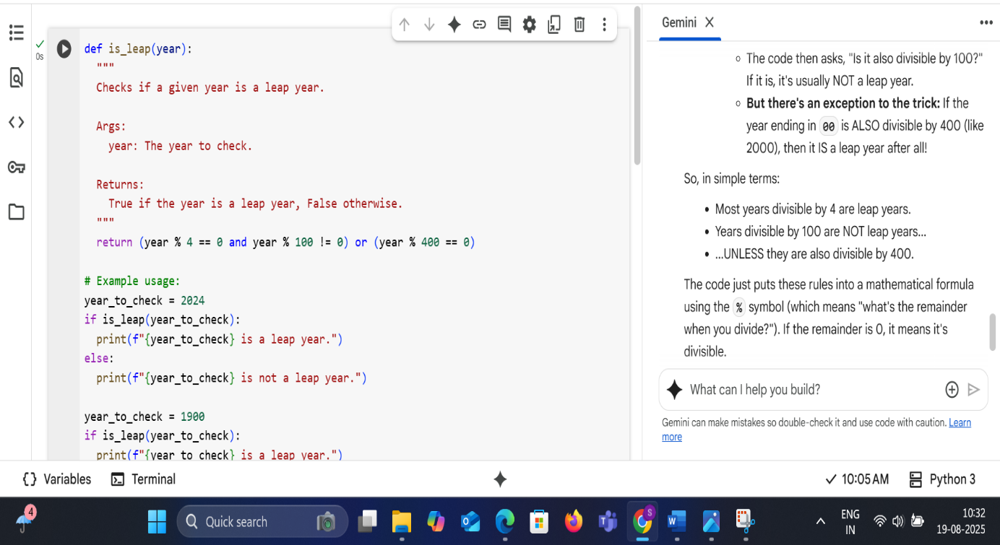 Gemini
0s
def is_leap(year):
"""
Checks if a given year is a leap year.
Args:
year: The year to check.
Returns:
True if the year is a leap year, False otherwise.
"""
return (year % 4 == 0 and year % 100 != 0) or (year % 400 == 0)
# Example usage:
year_to_check = 2024
if is_leap(year_to_check):
print(f"{year_to_check} is a leap year.")
else:
print(f"{year_to_check} is not a leap year.")
year_to_check = 1900
if is_leap(year_to_check):
print(f"{year_to_check} is a leap year.")
The code then asks, "Is it also divisible by 100?"
If it is, it's usually NOT a leap year.
But there's an exception to the trick: If the
year ending in 00 is ALSO divisible by 400 (like
2000), then it IS a leap year after all!
So, in simple terms:
Most years divisible by 4 are leap years.
Years divisible by 100 are NOT leap years...
...UNLESS they are also divisible by 400.
The code just puts these rules into a mathematical formula
using the % symbol (which means "what's the remainder
when you divide?"). If the remainder is 0, it means it's
divisible.
What can I help you build?
Gemini can make mistakes so double-check it and use code with caution. Learn
more
{} Variables
Terminal
10:05 AM
Python 3
4
Quick search
S
W
ENG
IN
10:32
19-08-2025